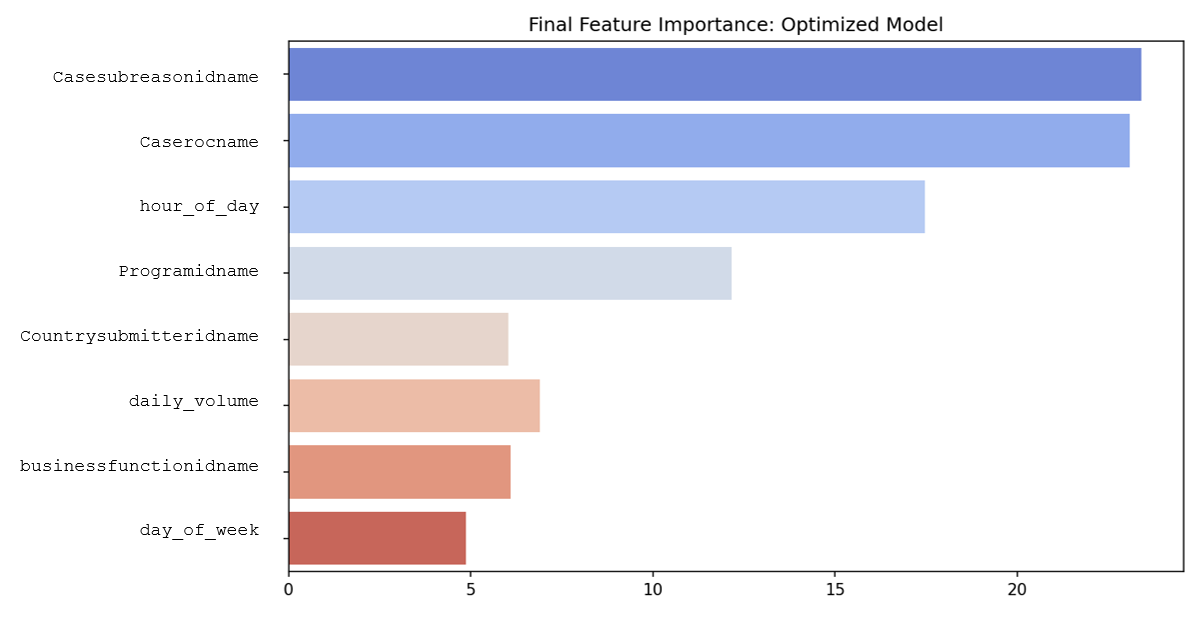 Final Feature Importance: Optimized Model
Casesubreasonidname
Caserocname
hour_of_day
Programidname
Countrysubmitteridname
daily_volume
businessfunctionidname
day_of_week
0 5 10 15 20